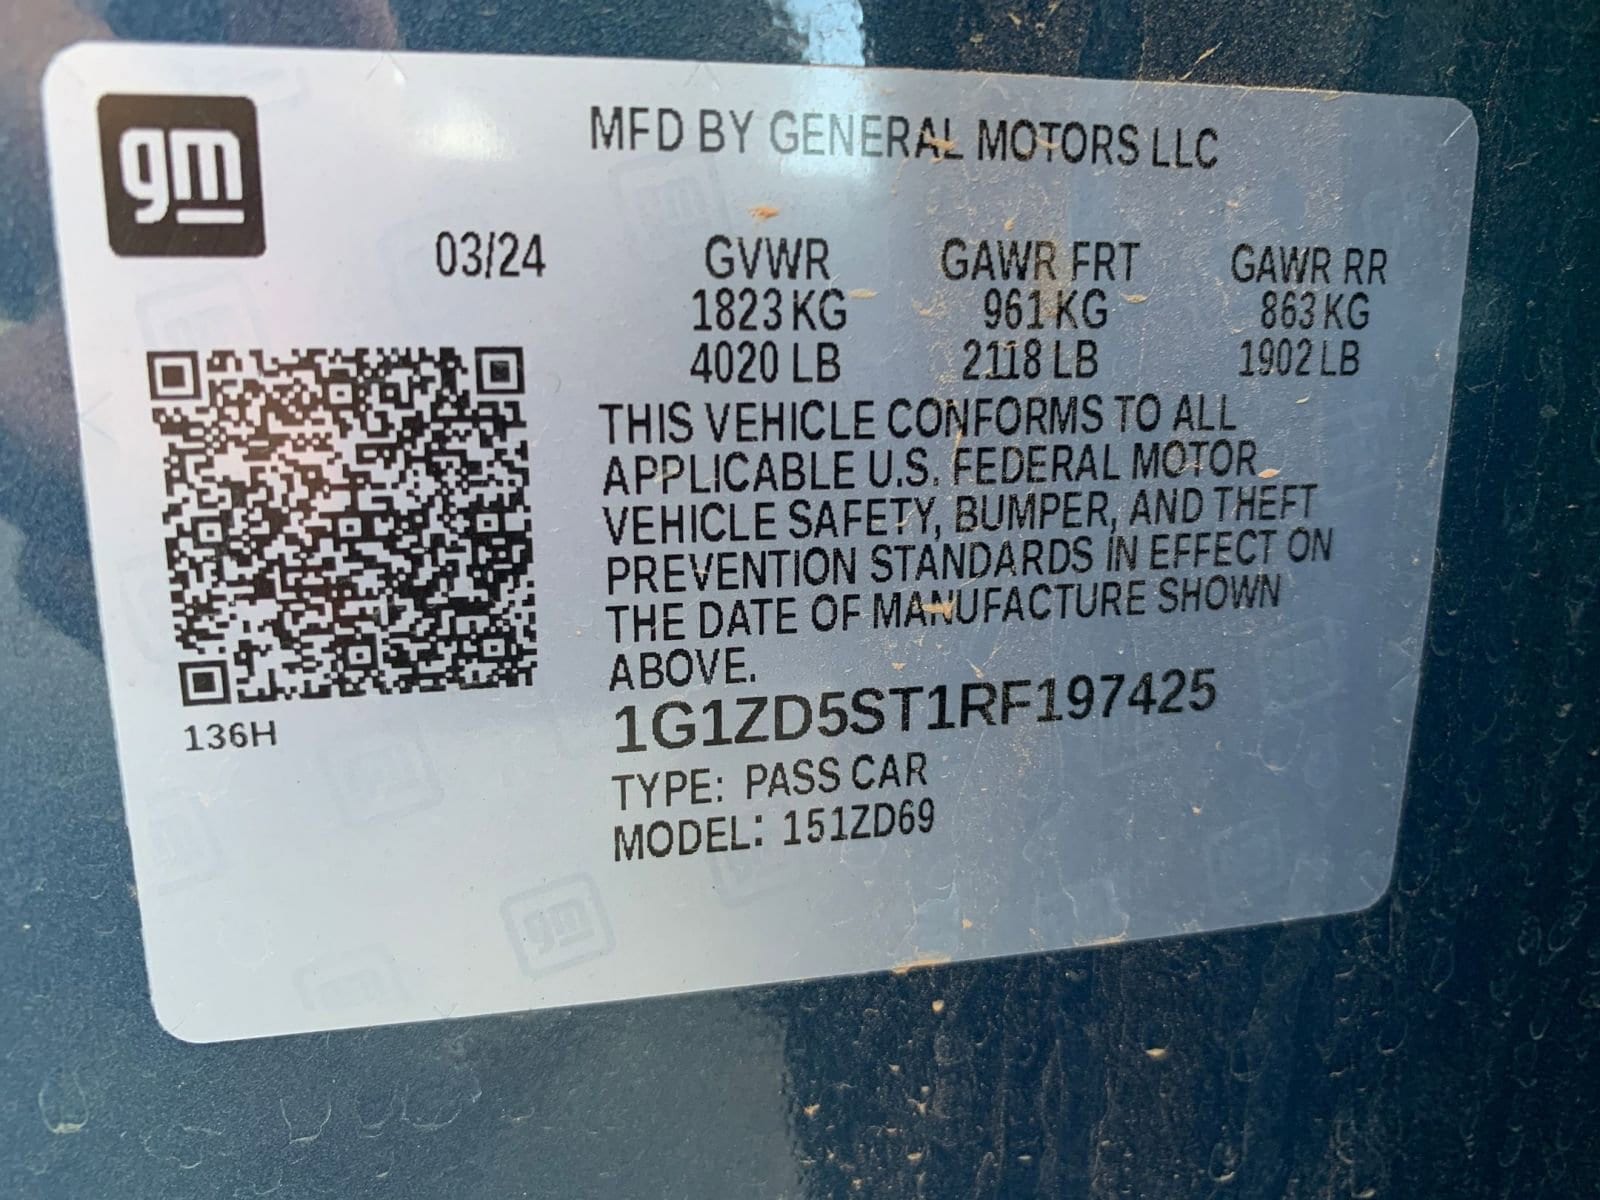 gm
MFD BY GENERAL MOTORS LLC
03/24
GVWR GAWR FRT GAWR RR
1823 KG 961 KG 863 KG
4020 LB 2118 LB 1902 LB
THIS VEHICLE CONFORMS TO ALL
APPLICABLE U.S. FEDERAL MOTOR
VEHICLE SAFETY, BUMPER, AND THEFT
PREVENTION STANDARDS IN EFFECT ON
THE DATE OF MANUFACTURE SHOWN
ABOVE.
136H
1G1ZD5ST1RF197425
TYPE: PASS CAR
MODEL: 151ZD69
gm